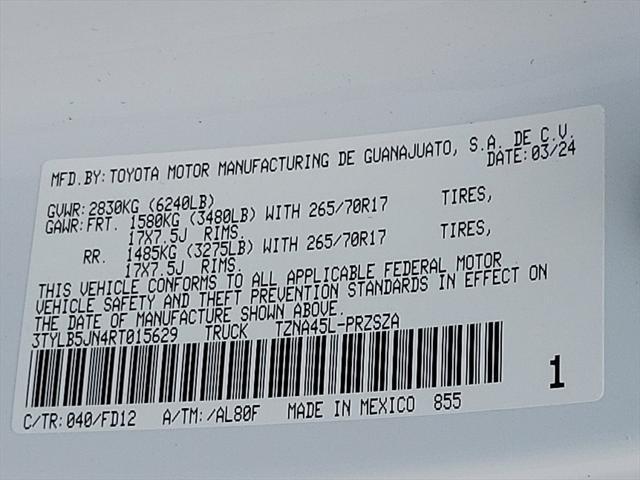 MFD.BY: TOYOTA MOTOR MANUFACTURING DE GUANAJUATO, S.A. DE C.V.
DATE: 03/24
GVWR: 2830KG (6240LB)
GAWR: FRT. 1580KG (3480LB) WITH 265/70R17 TIRES,
17X7.5J RIMS.
RR. 1485KG (3275LB) WITH 265/70R17 TIRES,
17X7.5J RIMS.
THIS VEHICLE CONFORMS TO ALL APPLICABLE FEDERAL MOTOR
VEHICLE SAFETY AND THEFT PREVENTION STANDARDS IN EFFECT ON
THE DATE OF MANUFACTURE SHOWN ABOVE.
3TYLB5JN4RT015629 TRUCK TZNA45L-PRZSZA
1
C/TR: 040/FD12 A/TM: /AL80F MADE IN MEXICO 855